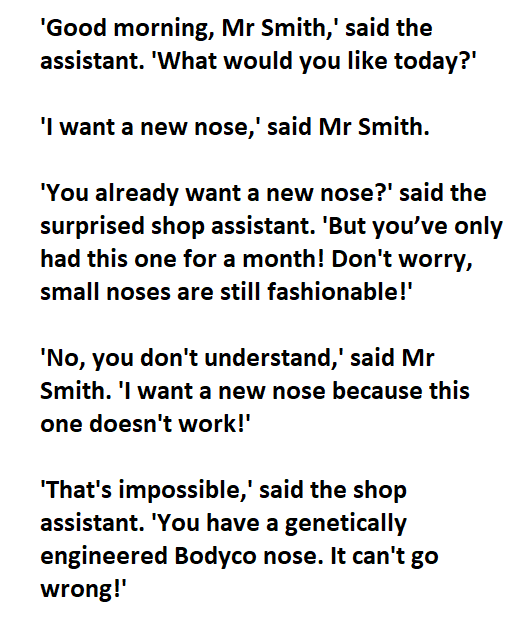 'Good morning, Mr Smith,' said the
assistant. 'What would you like today?'
'I want a new nose,' said Mr Smith.
'You already want a new nose?' said the
surprised shop assistant. 'But you’ve only
had this one for a month! Don't worry,
small noses are still fashionable!'
'No, you don't understand,' said Mr
Smith. 'I want a new nose because this
one doesn't work!'
'That's impossible,' said the shop
assistant. 'You have a genetically
engineered Bodyco nose. It can't go
wrong!'